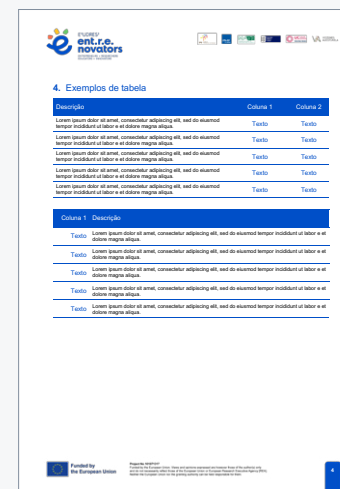 E³UDRES²
ent.r.e.
novators
4. Exemplos de tabela
Descrição Coluna 1 Coluna 2
Lorem ipsum dolor sit amet, consectetur adipiscing elit, sed do eiusmod
tempor incididunt ut labor e et dolore magna aliqua.
Texto Texto
Lorem ipsum dolor sit amet, consectetur adipiscing elit, sed do eiusmod
tempor incididunt ut labor e et dolore magna aliqua.
Texto Texto
Lorem ipsum dolor sit amet, consectetur adipiscing elit, sed do eiusmod
tempor incididunt ut labor e et dolore magna aliqua.
Texto Texto
Lorem ipsum dolor sit amet, consectetur adipiscing elit, sed do eiusmod
tempor incididunt ut labor e et dolore magna aliqua.
Texto Texto
Lorem ipsum dolor sit amet, consectetur adipiscing elit, sed do eiusmod
tempor incididunt ut labor e et dolore magna aliqua.
Texto Texto
Coluna 1 Descrição
Texto Lorem ipsum dolor sit amet, consectetur adipiscing elit, sed do eiusmod tempor incididunt ut labor e et
dolore magna aliqua.
Texto Lorem ipsum dolor sit amet, consectetur adipiscing elit, sed do eiusmod tempor incididunt ut labor e et
dolore magna aliqua.
Texto Lorem ipsum dolor sit amet, consectetur adipiscing elit, sed do eiusmod tempor incididunt ut labor e et
dolore magna aliqua.
Texto Lorem ipsum dolor sit amet, consectetur adipiscing elit, sed do eiusmod tempor incididunt ut labor e et
dolore magna aliqua.
Texto Lorem ipsum dolor sit amet, consectetur adipiscing elit, sed do eiusmod tempor incididunt ut labor e et
dolore magna aliqua.
Funded by
the European Union
4